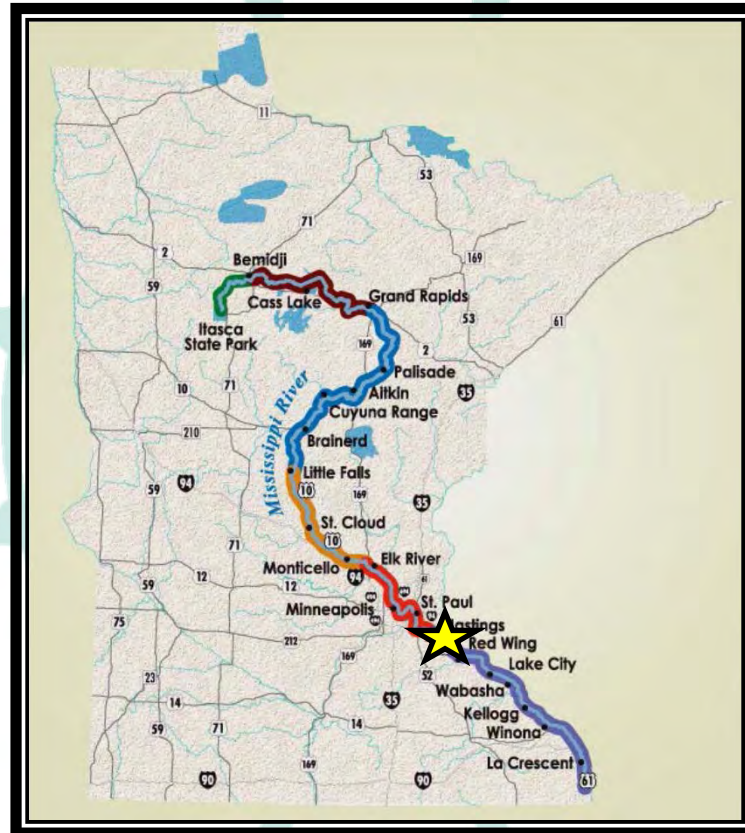 11
53
71
2
169
Bemidji
59
Grand Rapids
Cass Lake
53
61
Itasca
State Park
169
2
Palisade
71
10
Aitkin
35
Cuyuna Range
Mississippi River
210
Brainerd
Little Falls
94
59
10
169
35
St. Cloud
71
10
Elk River
Monticello
94
61
12
12
59
Minneapolis
St. Paul
75
212
Red Wing
169
Lake City
52
23
Wabasha
14
35
Kellogg
59
71
14
Winona
169
La Crescent
90
90
61